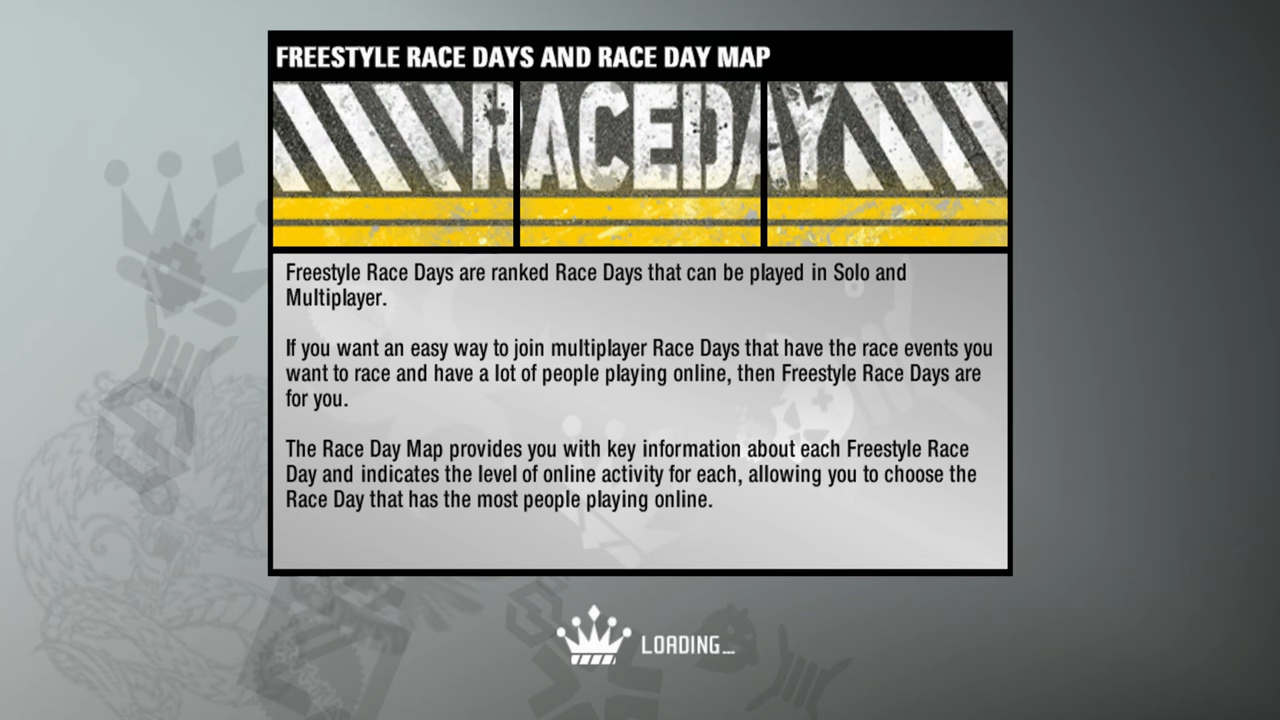 FREESTYLE RACE DAYS AND RACE DAY MAP
RACEDAY
Freestyle Race Days are ranked Race Days that can be played in Solo and
Multiplayer.
If you want an easy way to join multiplayer Race Days that have the race events you
want to race and have a lot of people playing online, then Freestyle Race Days are
for you.
The Race Day Map provides you with key information about each Freestyle Race
Day and indicates the level of online activity for each, allowing you to choose the
Race Day that has the most people playing online.
LOADING...